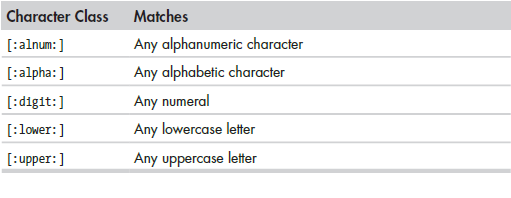 Character Class Matches
[:alnum:] Any alphanumeric character
[:alpha:] Any alphabetic character
[:digit:] Any numeral
[:lower:] Any lowercase letter
[:upper:] Any uppercase letter